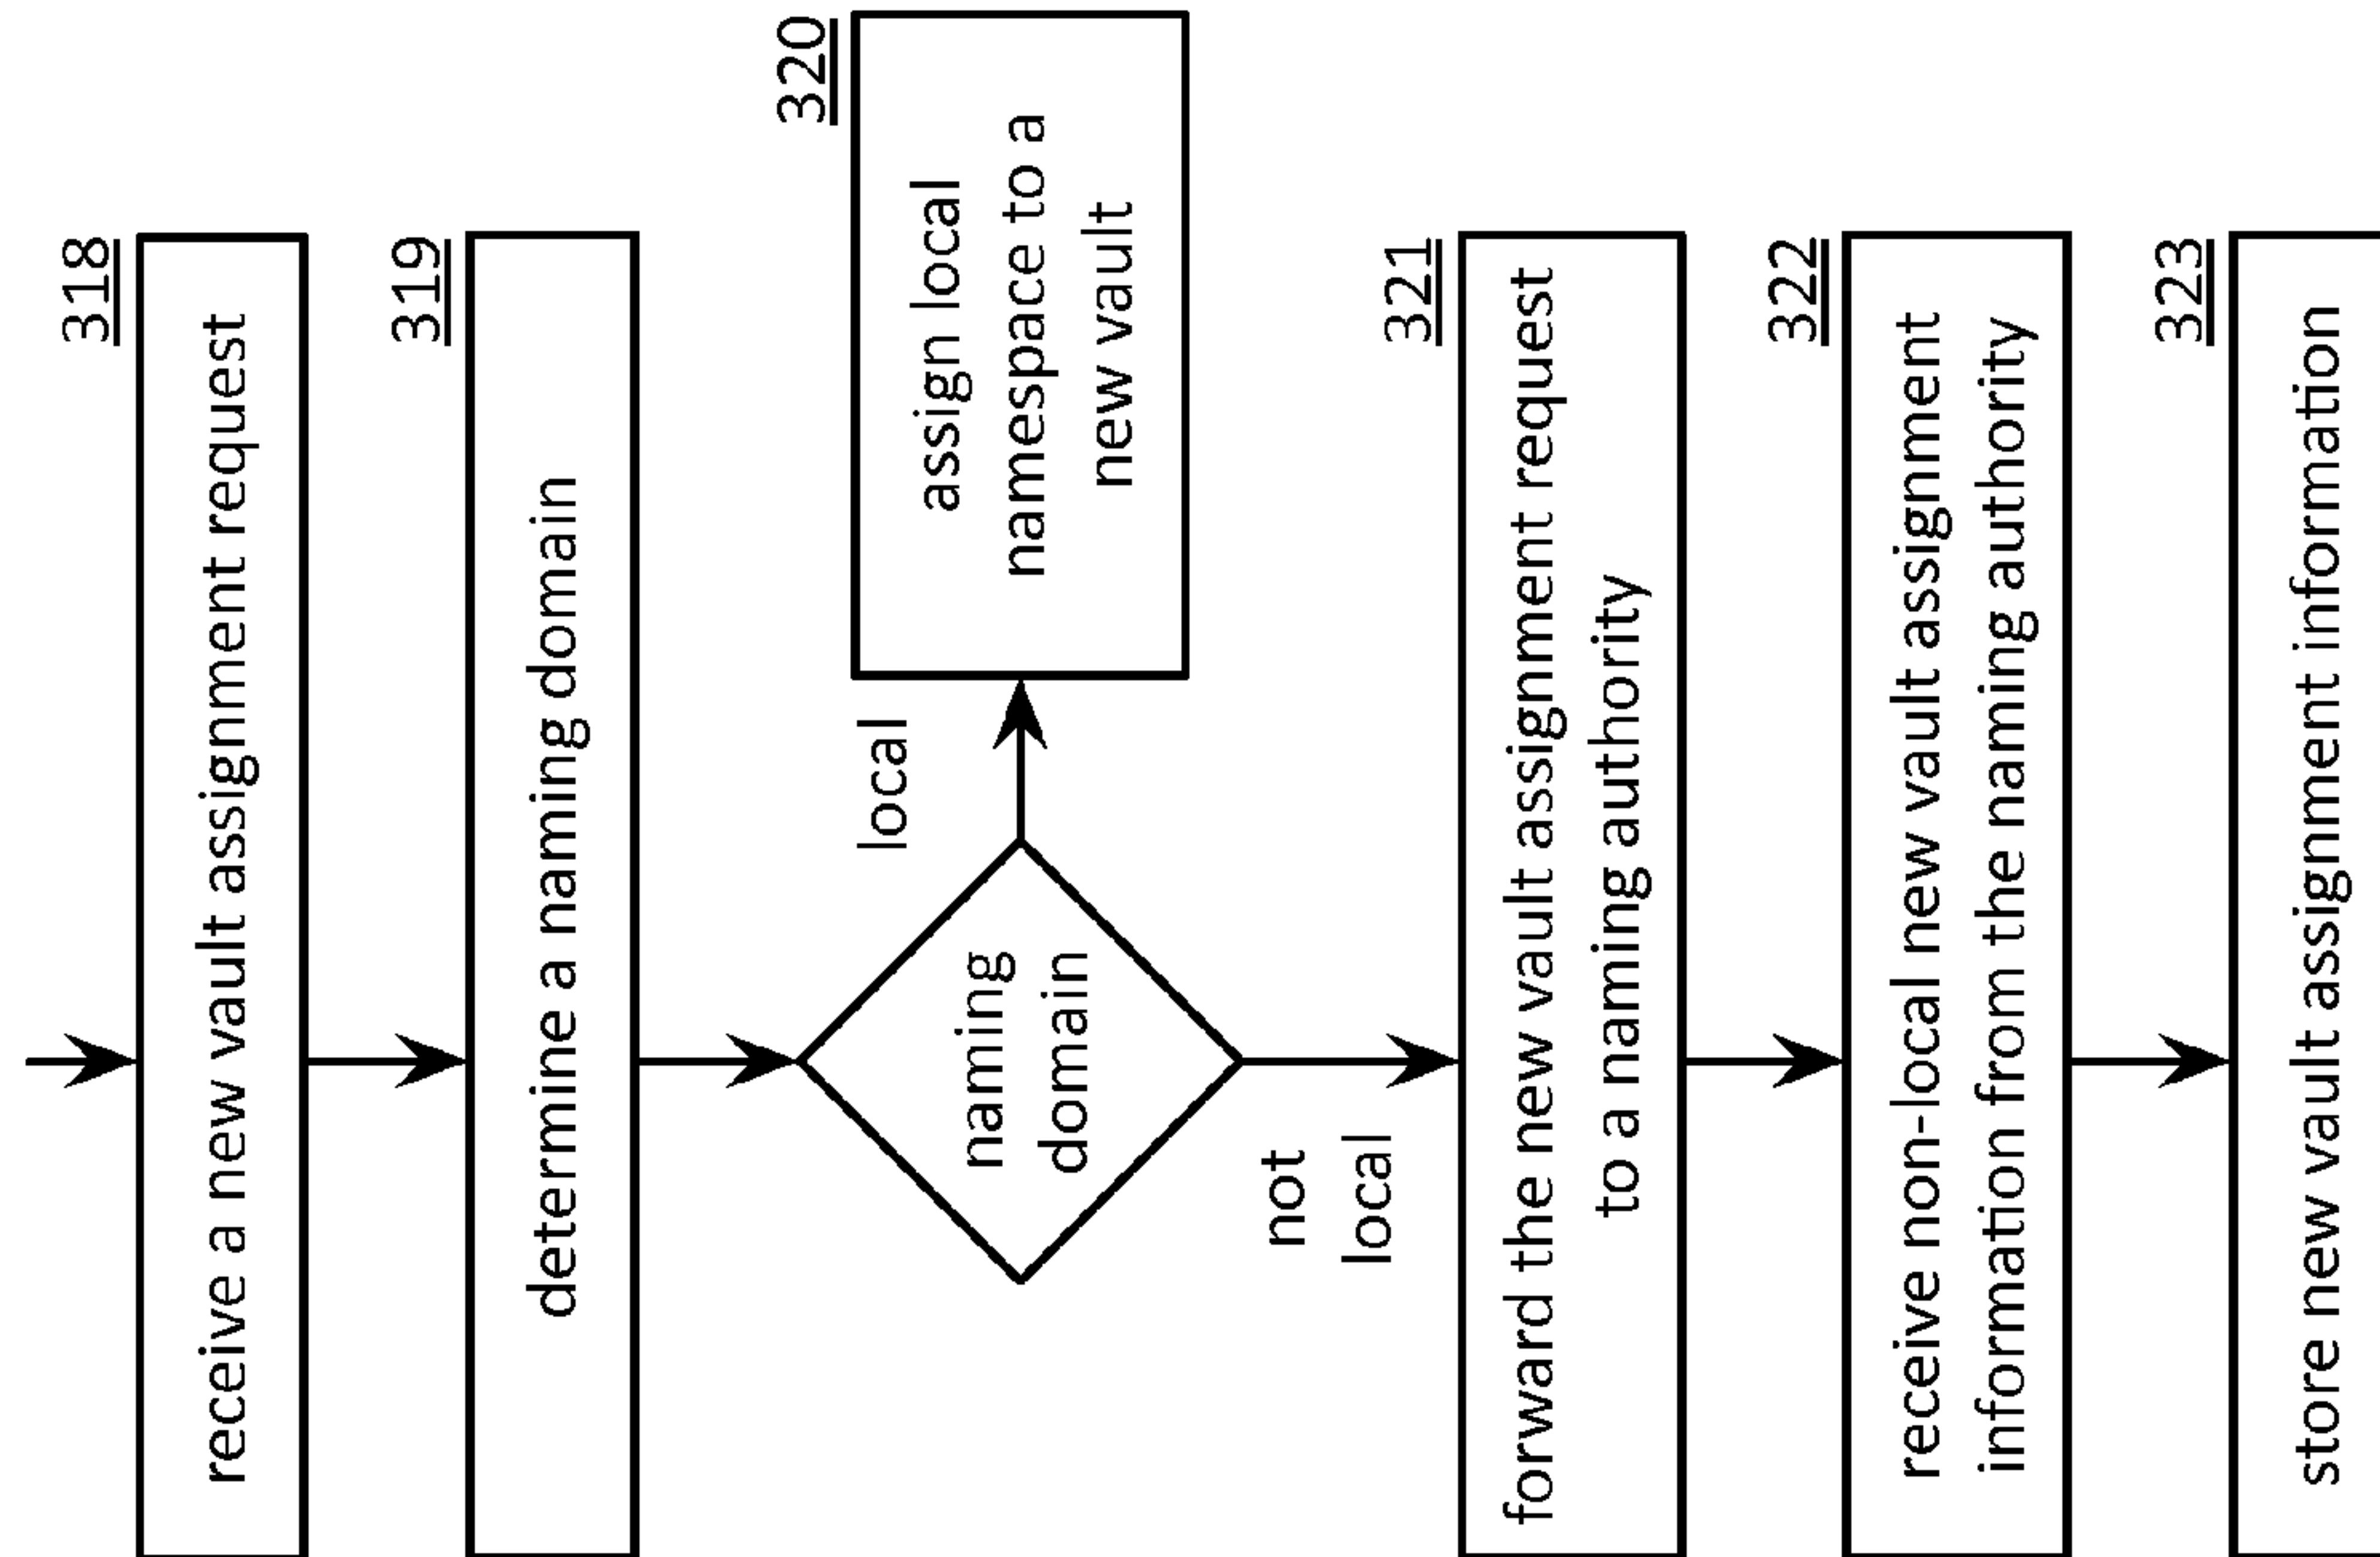 318
receive a new vault assignment request
319
determine a naming domain
naming
domain
local
320
assign local
namespace to a
new vault
not
local
321
forward the new vault assignment request
to a naming authority
322
receive non-local new vault assignment
information from the naming authority
323
store new vault assignment information